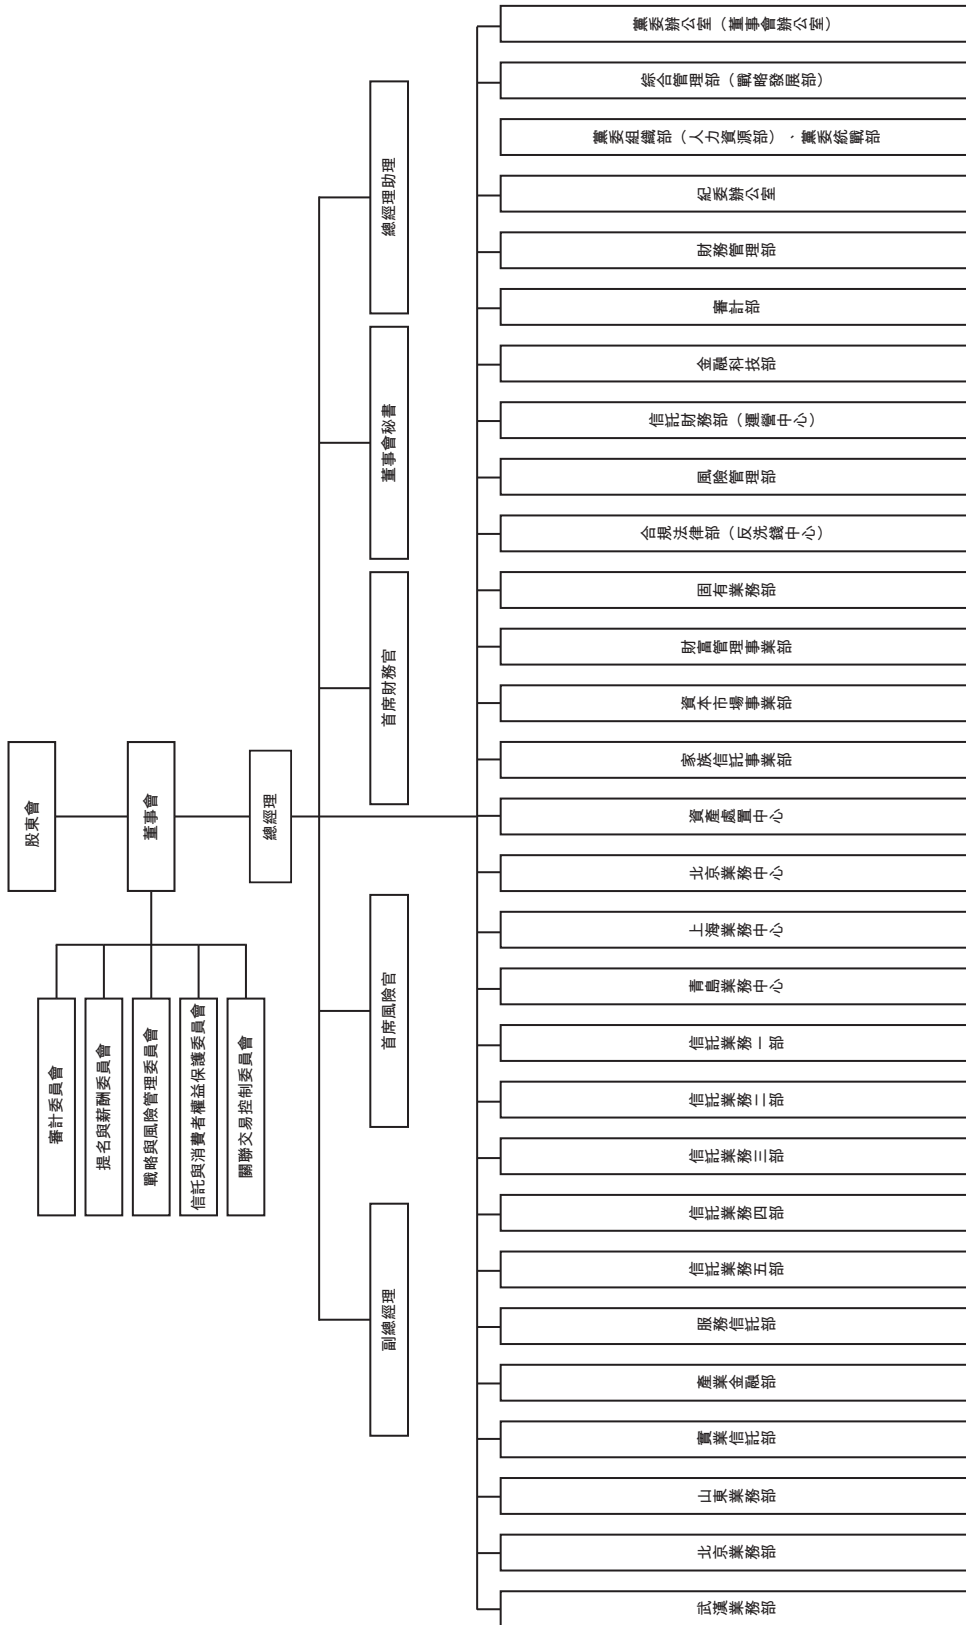 股東會
董事會
審計委員會
提名與薪酬委員會
戰略與風險管理委員會
信託與消費者權益保護委員會
關聯交易控制委員會
總經理
副總經理
首席風險官
首席財務官
董事會秘書
總經理助理
黨委辦公室（董事會辦公室）
綜合管理部（戰略發展部）
黨委組織部（人力資源部）、黨委統戰部
紀委辦公室
財務管理部
審計部
金融科技部
信託財務部（運營中心）
風險管理部
合規法律部（反洗錢中心）
固有業務部
財富管理事業部
資本市場事業部
家族信託事業部
資產處置中心
北京業務中心
上海業務中心
青島業務中心
信託業務一部
信託業務二部
信託業務三部
信託業務四部
信託業務五部
服務信託部
產業金融部
實業信託部
山東業務部
北京業務部
武漢業務部